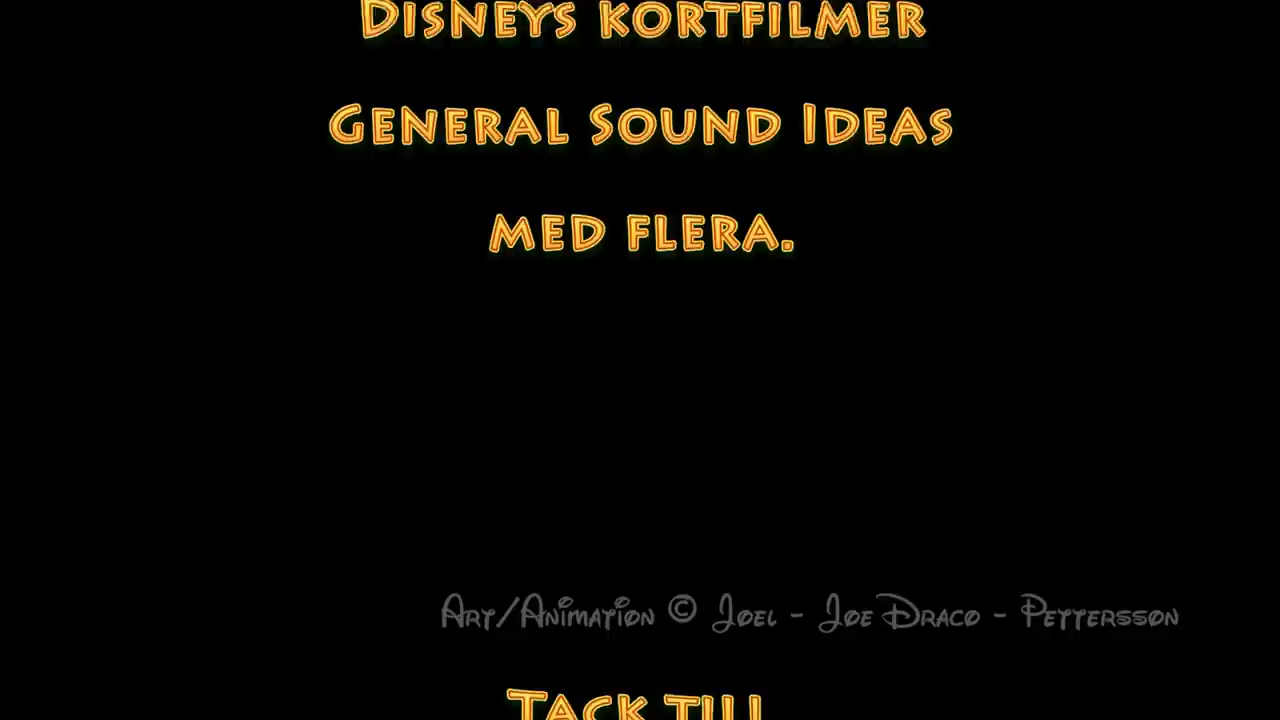 Disneys kortfilmer
General Sound Ideas
med flera.
Art/Animation © Joel - Joe Draco - Pettersson
Tack till